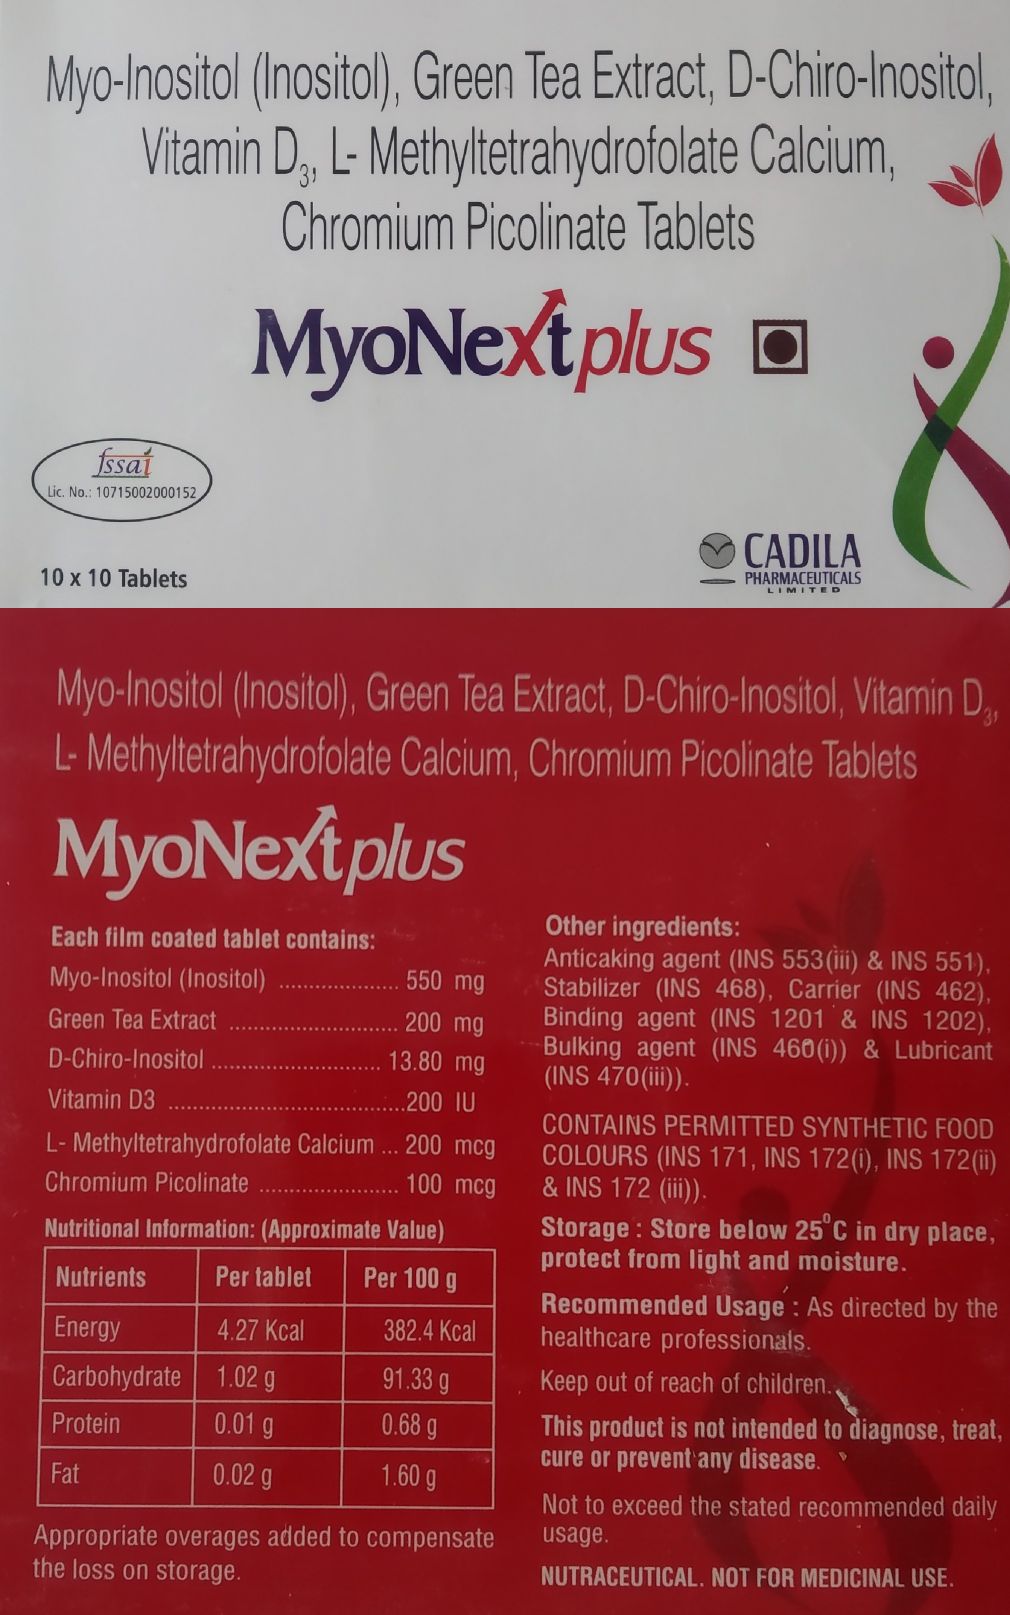 Myo-Inositol (Inositol), Green Tea Extract, D-Chiro-Inositol,
Vitamin D3, L- Methyltetrahydrofolate Calcium,
Chromium Picolinate Tablets
MyoNext plus
fssai
Lic. No.: 10715002000152
10 x 10 Tablets
CADILA
PHARMACEUTICALS
LIMITED
Myo-Inositol (Inositol), Green Tea Extract, D-Chiro-Inositol, Vitamin D3,
L- Methyltetrahydrofolate Calcium, Chromium Picolinate Tablets
MyoNext plus
Each film coated tablet contains:
Myo-Inositol (Inositol) .................... 550 mg
Green Tea Extract ............................ 200 mg
D-Chiro-Inositol ............................ 13.80 mg
Vitamin D3 .......................................200 IU
L- Methyltetrahydrofolate Calcium ... 200 mcg
Chromium Picolinate ....................... 100 mcg
Nutritional Information: (Approximate Value)
Nutrients Per tablet Per 100 g
Energy 4.27 Kcal 382.4 Kcal
Carbohydrate 1.02 g 91.33 g
Protein 0.01 g 0.68 g
Fat 0.02 g 1.60 g
Appropriate overages added to compensate
the loss on storage.
Other ingredients:
Anticaking agent (INS 553(iii) & INS 551),
Stabilizer (INS 468), Carrier (INS 462),
Binding agent (INS 1201 & INS 1202),
Bulking agent (INS 460(i)) & Lubricant
(INS 470(iii)).
CONTAINS PERMITTED SYNTHETIC FOOD
COLOURS (INS 171, INS 172(i), INS 172(ii)
& INS 172 (iii)).
Storage : Store below 25°C in dry place,
protect from light and moisture.
Recommended Usage : As directed by the
healthcare professionals.
Keep out of reach of children.
This product is not intended to diagnose, treat,
cure or prevent any disease.
Not to exceed the stated recommended daily
usage.
NUTRACEUTICAL. NOT FOR MEDICINAL USE.